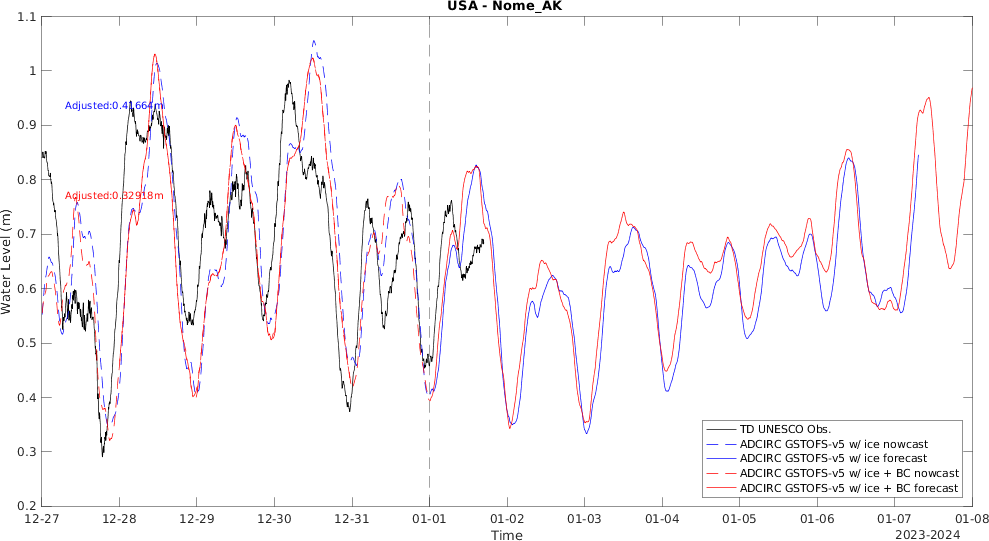 USA - Nome_AK
1.1
1
0.9
0.8
0.7
0.6
0.5
0.4
0.3
0.2
Water Level (m)
Adjusted:0.41664m
Adjusted:0.32918m
TD UNESCO Obs.
ADCIRC GSTOFS-v5 w/ ice nowcast
ADCIRC GSTOFS-v5 w/ ice forecast
ADCIRC GSTOFS-v5 w/ ice + BC nowcast
ADCIRC GSTOFS-v5 w/ ice + BC forecast
12-27 12-28 12-29 12-30 12-31 01-01 01-02 01-03 01-04 01-05 01-06 01-07 01-08
Time
2023-2024